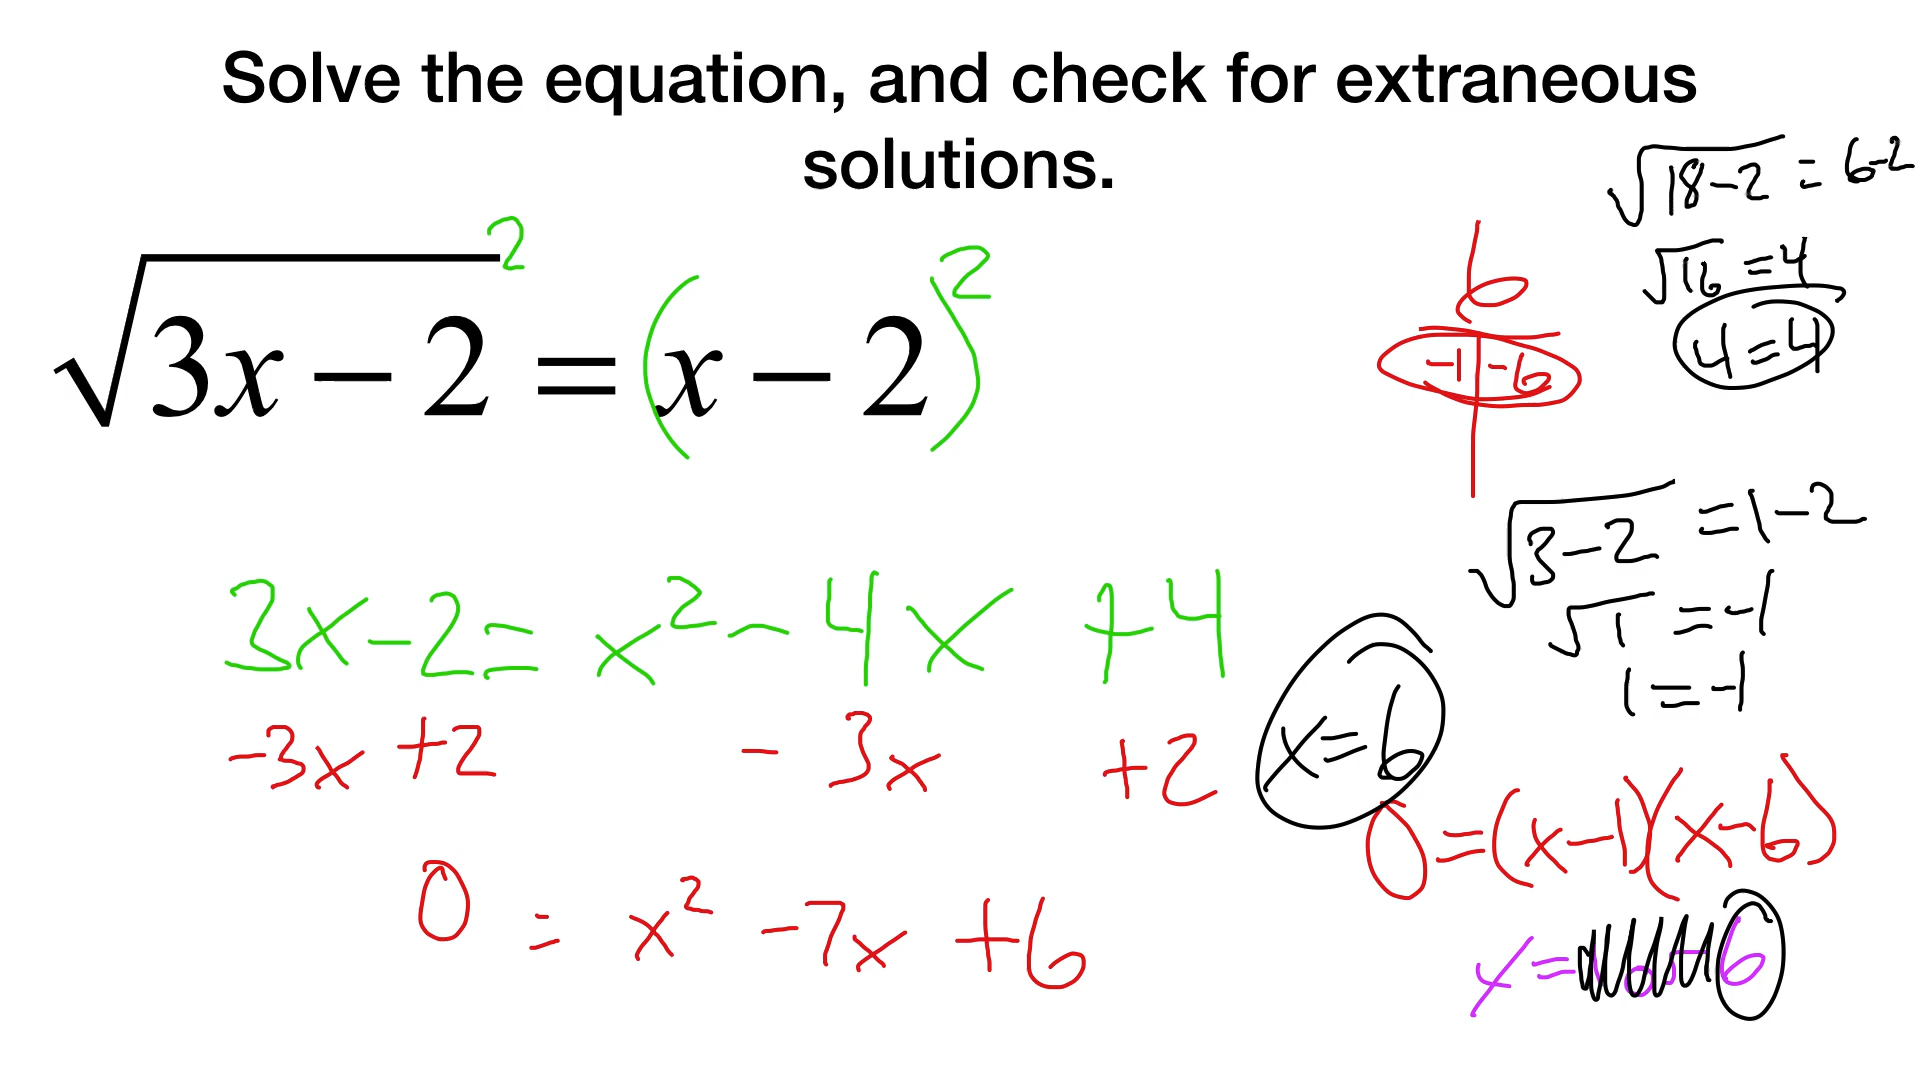 Solve the equation, and check for extraneous
solutions.
√(3x − 2)² = (x − 2)²
3x - 2 = x² - 4x + 4
-3x +2 - 3x +2
0 = x² - 7x + 6
6
-1 | -6
√(18-2) = 6-2
√16 = 4
4 = 4
√(3-2) = 1-2
√1 = -1
1 = -1
x = 6
0 = (x-1)(x-6)
x = 6